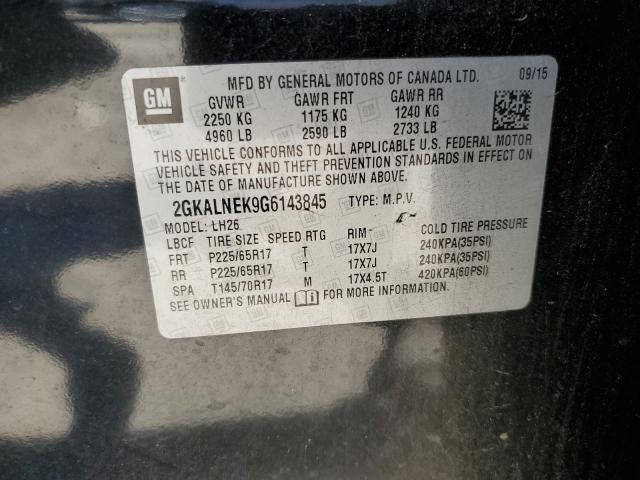 GM
MFD BY GENERAL MOTORS OF CANADA LTD. 09/15
GVWR GAWR FRT GAWR RR
2250 KG 1175 KG 1240 KG
4960 LB 2590 LB 2733 LB
THIS VEHICLE CONFORMS TO ALL APPLICABLE U.S. FEDERAL MOTOR
VEHICLE SAFETY AND THEFT PREVENTION STANDARDS IN EFFECT ON
THE DATE OF MANUFACTURE SHOWN ABOVE.
2GKALNEK9G6143845 TYPE: M.P.V.
MODEL: LH26
LBCF TIRE SIZE SPEED RTG RIM COLD TIRE PRESSURE
FRT P225/65R17 T 17X7J 240KPA(35PSI)
RR P225/65R17 T 17X7J 240KPA(35PSI)
SPA T145/70R17 M 17X4.5T 420KPA(60PSI)
SEE OWNER'S MANUAL FOR MORE INFORMATION.